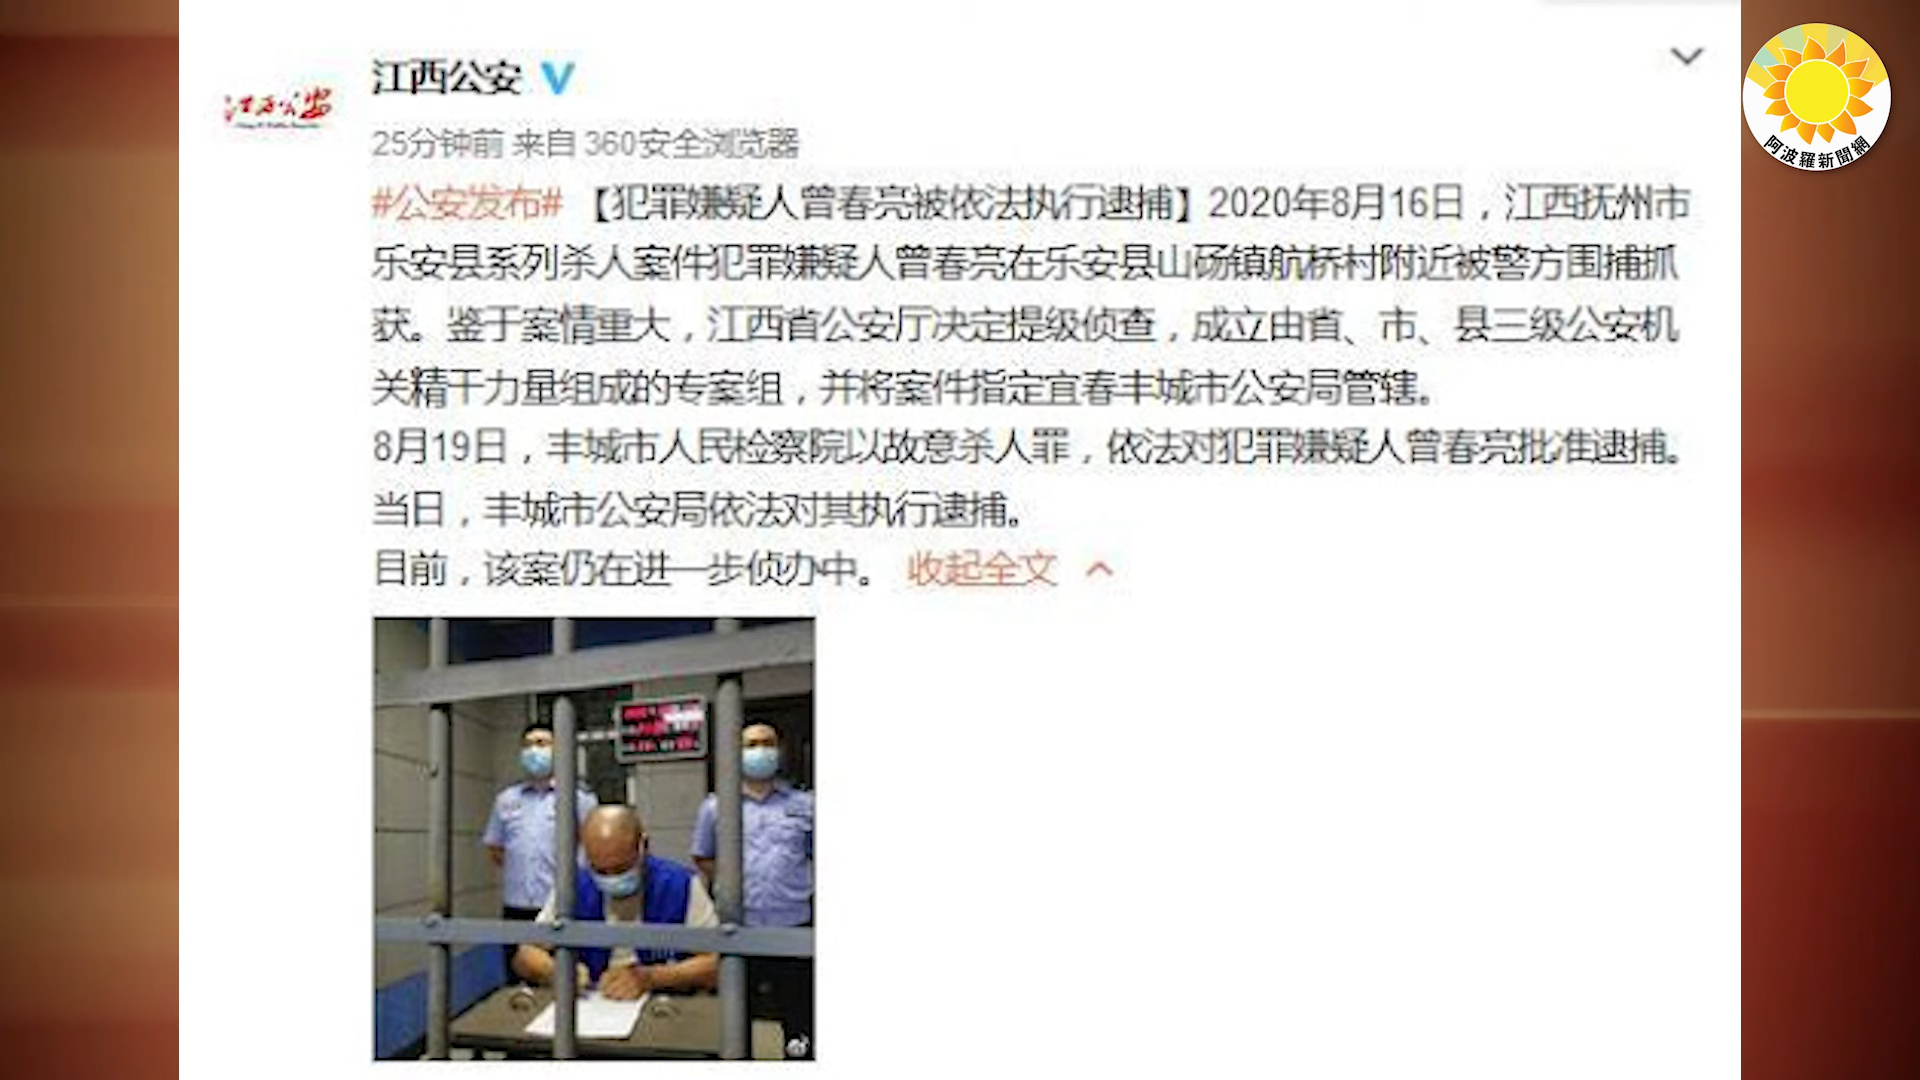 江西公安
江西公安
25分钟前 来自 360安全浏览器
#公安发布# 【犯罪嫌疑人曾春亮被依法执行逮捕】2020年8月16日，江西抚州市
乐安县系列杀人案件犯罪嫌疑人曾春亮在乐安县山砀镇航桥村附近被警方围捕抓
获。鉴于案情重大，江西省公安厅决定提级侦查，成立由省、市、县三级公安机
关精干力量组成的专案组，并将案件指定宜春丰城市公安局管辖。
8月19日，丰城市人民检察院以故意杀人罪，依法对犯罪嫌疑人曾春亮批准逮捕。
当日，丰城市公安局依法对其执行逮捕。
目前，该案仍在进一步侦办中。 收起全文
阿波羅新聞網